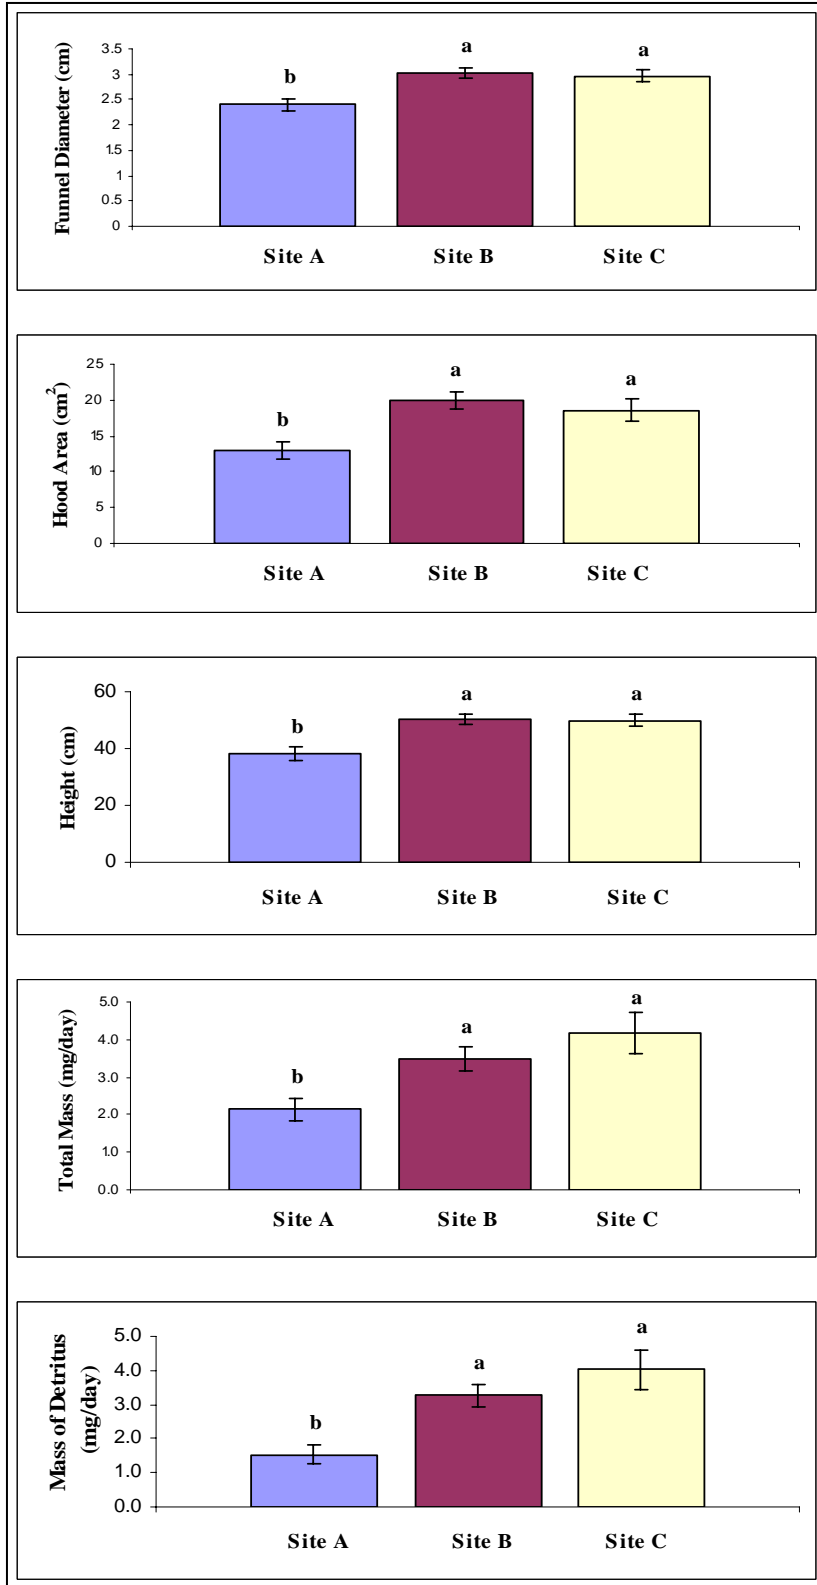 Funnel Diameter (cm)
3.5
3
2.5
2
1.5
1
0.5
0
b
a
a
Site A
Site B
Site C
Hood Area (cm²)
25
20
15
10
5
0
b
a
a
Site A
Site B
Site C
Height (cm)
60
40
20
0
b
a
a
Site A
Site B
Site C
Total Mass (mg/day)
5.0
4.0
3.0
2.0
1.0
0.0
b
a
a
Site A
Site B
Site C
Mass of Detritus
(mg/day)
5.0
4.0
3.0
2.0
1.0
0.0
b
a
a
Site A
Site B
Site C